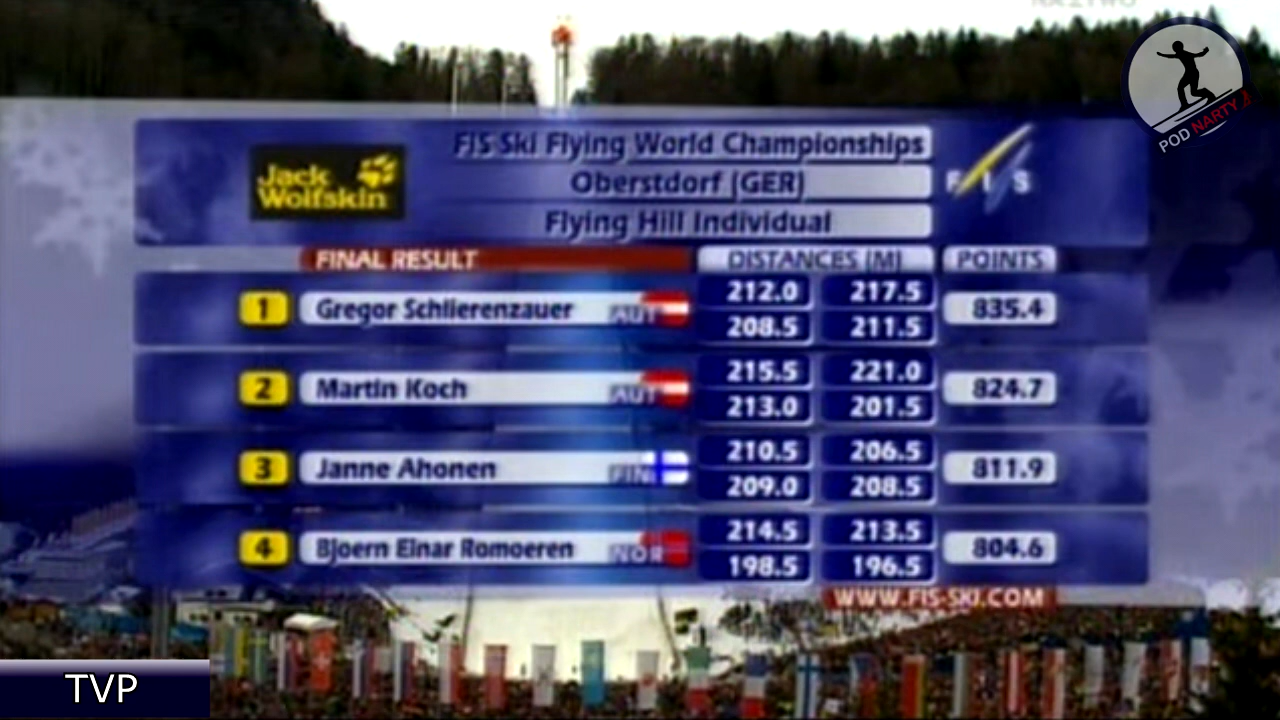 POD NARTY
FIS Ski Flying World Championships
Jack
Wolfskin
Oberstdorf (GER)
FIS
Flying Hill Individual
FINAL RESULT DISTANCES (M) POINTS
1 Gregor Schlierenzauer AUT 212.0 217.5 835.4
208.5 211.5
2 Martin Koch AUT 215.5 221.0 824.7
213.0 201.5
3 Janne Ahonen FIN 210.5 206.5 811.9
209.0 208.5
4 Bjoern Einar Romoeren NOR 214.5 213.5 804.6
198.5 196.5
WWW.FIS-SKI.COM
TVP